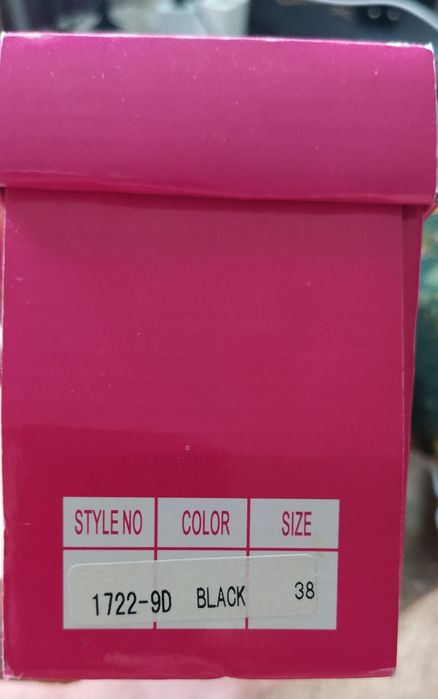 STYLE NO COLOR SIZE
1722-9D BLACK 38